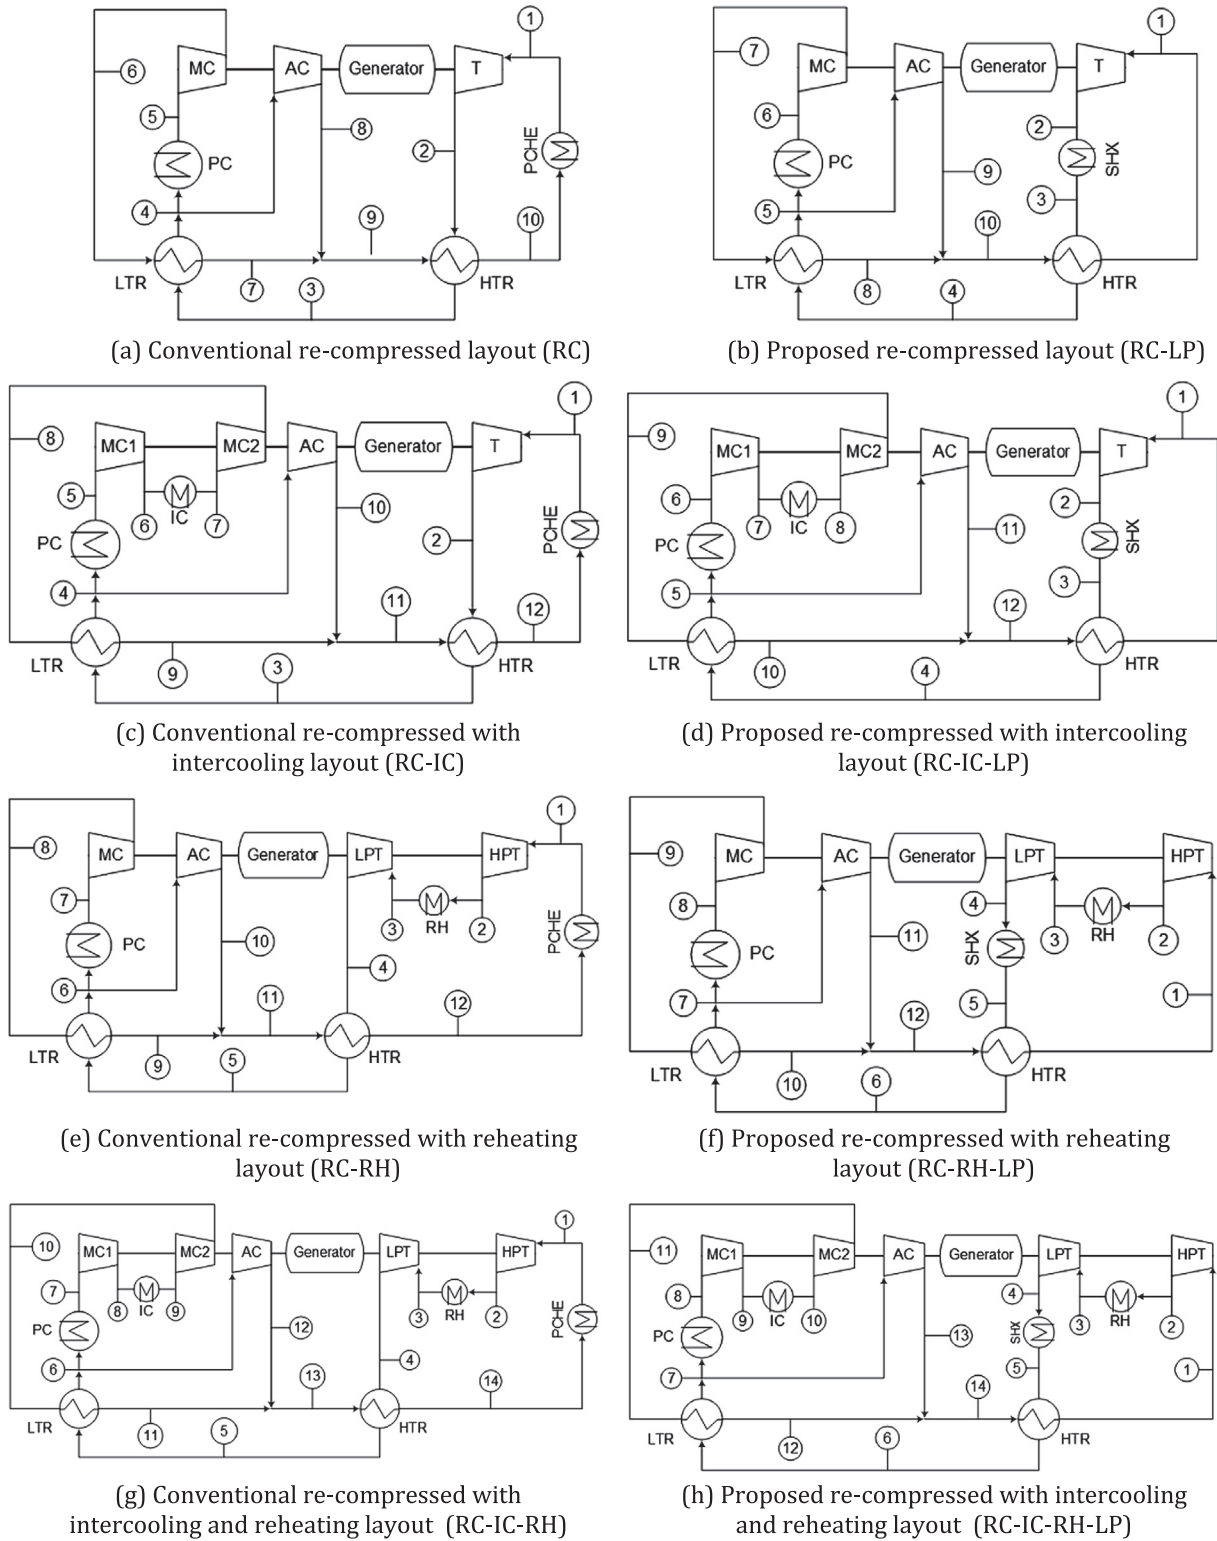 1
6
MC
AC
Generator
T
5
8
2
PCHE
PC
4
9
10
LTR
7
3
HTR
(a) Conventional re-compressed layout (RC)
1
7
MC
AC
Generator
T
6
2
SHX
PC
9
3
5
10
LTR
8
4
HTR
(b) Proposed re-compressed layout (RC-LP)
1
8
MC1
MC2
AC
Generator
T
5
6
IC
7
10
2
PCHE
PC
4
11
12
LTR
9
3
HTR
(c) Conventional re-compressed with
intercooling layout (RC-IC)
1
9
MC1
MC2
AC
Generator
T
6
7
IC
8
11
2
SHX
PC
3
5
12
LTR
10
4
HTR
(d) Proposed re-compressed with intercooling
layout (RC-IC-LP)
1
8
MC
AC
Generator
LPT
HPT
7
3
RH
2
PCHE
PC
10
4
6
11
12
LTR
9
5
HTR
(e) Conventional re-compressed with reheating
layout (RC-RH)
9
MC
AC
Generator
LPT
HPT
8
4
3
RH
2
PC
11
SHX
7
5
1
12
LTR
10
6
HTR
(f) Proposed re-compressed with reheating
layout (RC-RH-LP)
1
10
MC1
MC2
AC
Generator
LPT
HPT
7
8
IC
9
3
RH
2
PCHE
PC
12
6
4
13
14
LTR
11
5
HTR
(g) Conventional re-compressed with
intercooling and reheating layout (RC-IC-RH)
11
MC1
MC2
AC
Generator
LPT
HPT
8
9
IC
10
4
3
RH
2
PC
13
SHX
7
5
1
14
LTR
12
6
HTR
(h) Proposed re-compressed with intercooling
and reheating layout (RC-IC-RH-LP)